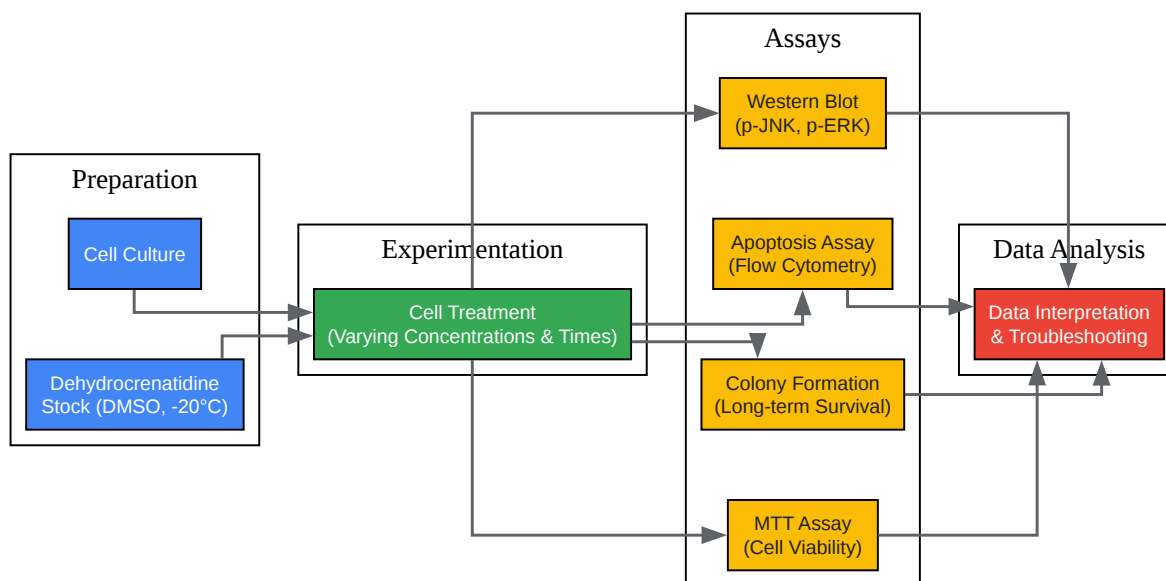 Preparation
Cell Culture
Dehydrocrenatidine
Stock (DMSO, -20°C)
Experimentation
Cell Treatment
(Varying Concentrations & Times)
Assays
Western Blot
(p-JNK, p-ERK)
Apoptosis Assay
(Flow Cytometry)
Colony Formation
(Long-term Survival)
MTT Assay
(Cell Viability)
Data Analysis
Data Interpretation
& Troubleshooting